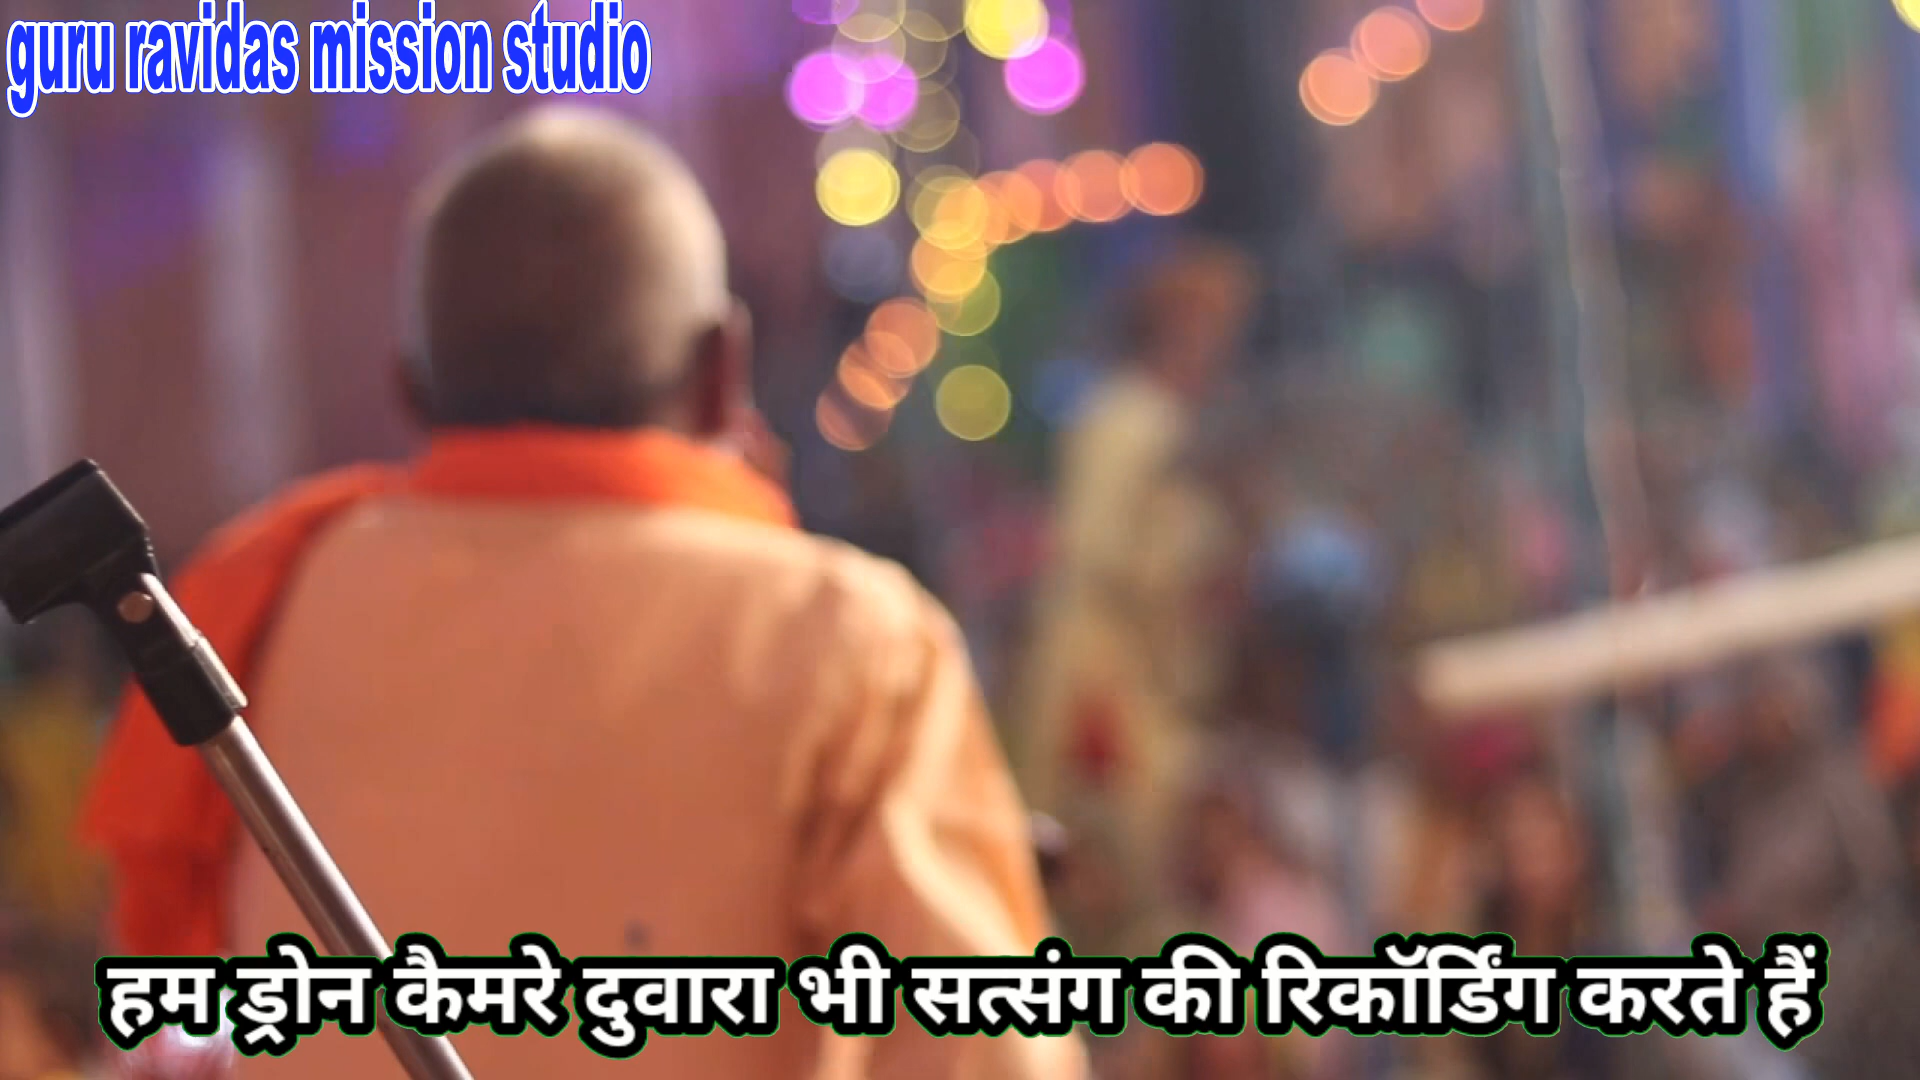 guru ravidas mission studio
हम ड्रोन कैमरे दुवारा भी सत्संग की रिकॉर्डिंग करते हैं